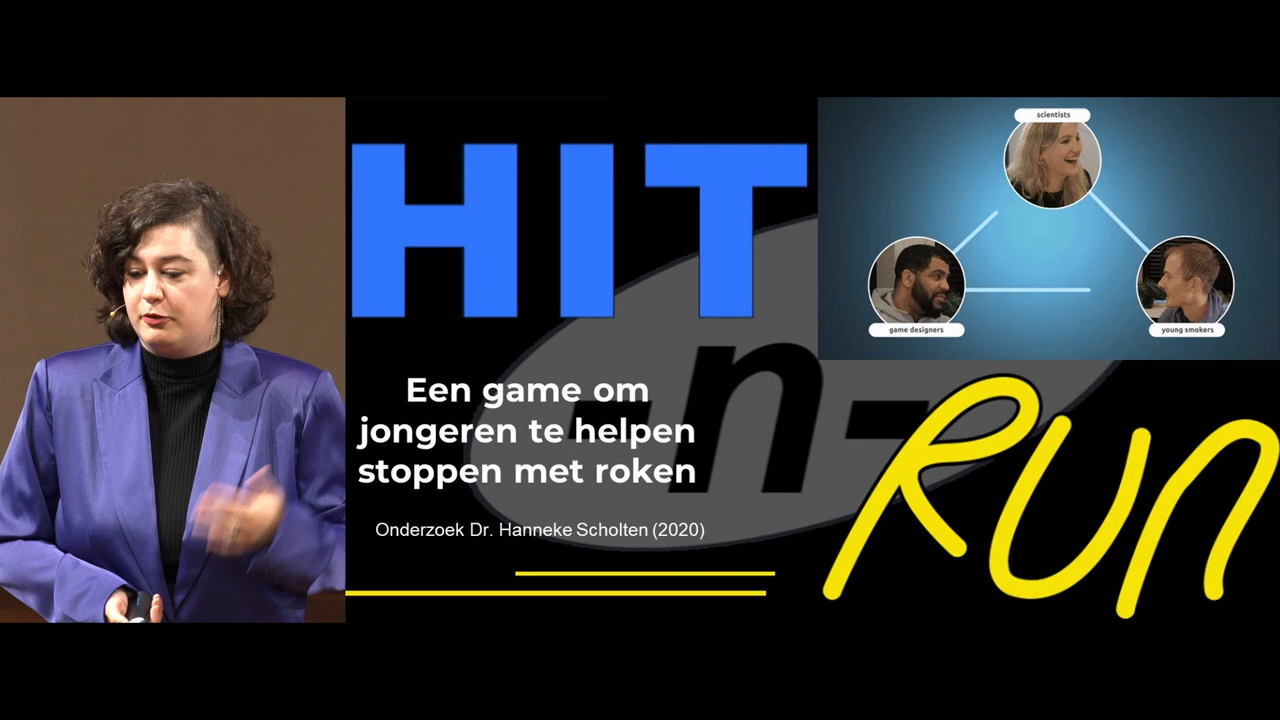 HIT
-n-
RUN
Een game om
jongeren te helpen
stoppen met roken
Onderzoek Dr. Hanneke Scholten (2020)
scientists
game designers
young smokers